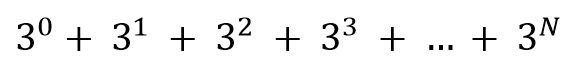 3⁰ + 3¹ + 3² + 3³ + ... + 3ᴺ